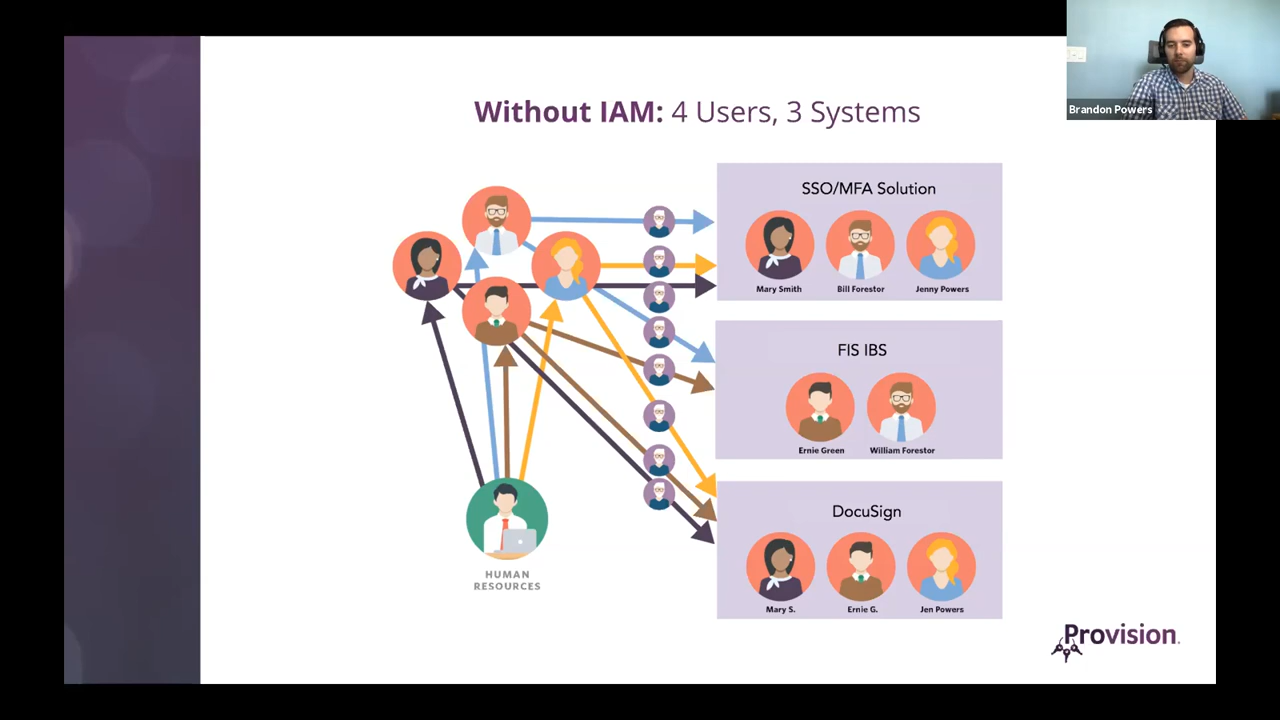 Brandon Powers
Without IAM: 4 Users, 3 Systems
SSO/MFA Solution
Mary Smith
Bill Forestor
Jenny Powers
FIS IBS
Ernie Green
William Forestor
DocuSign
Mary S.
Ernie G.
Jen Powers
HUMAN
RESOURCES
Provision.